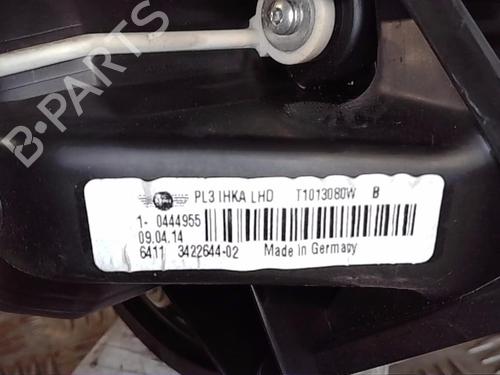 B-PARTS
PL3 IHKA LHD T1013080W B
1- 0444955
09.04.14
6411 3422644-02 Made in Germany